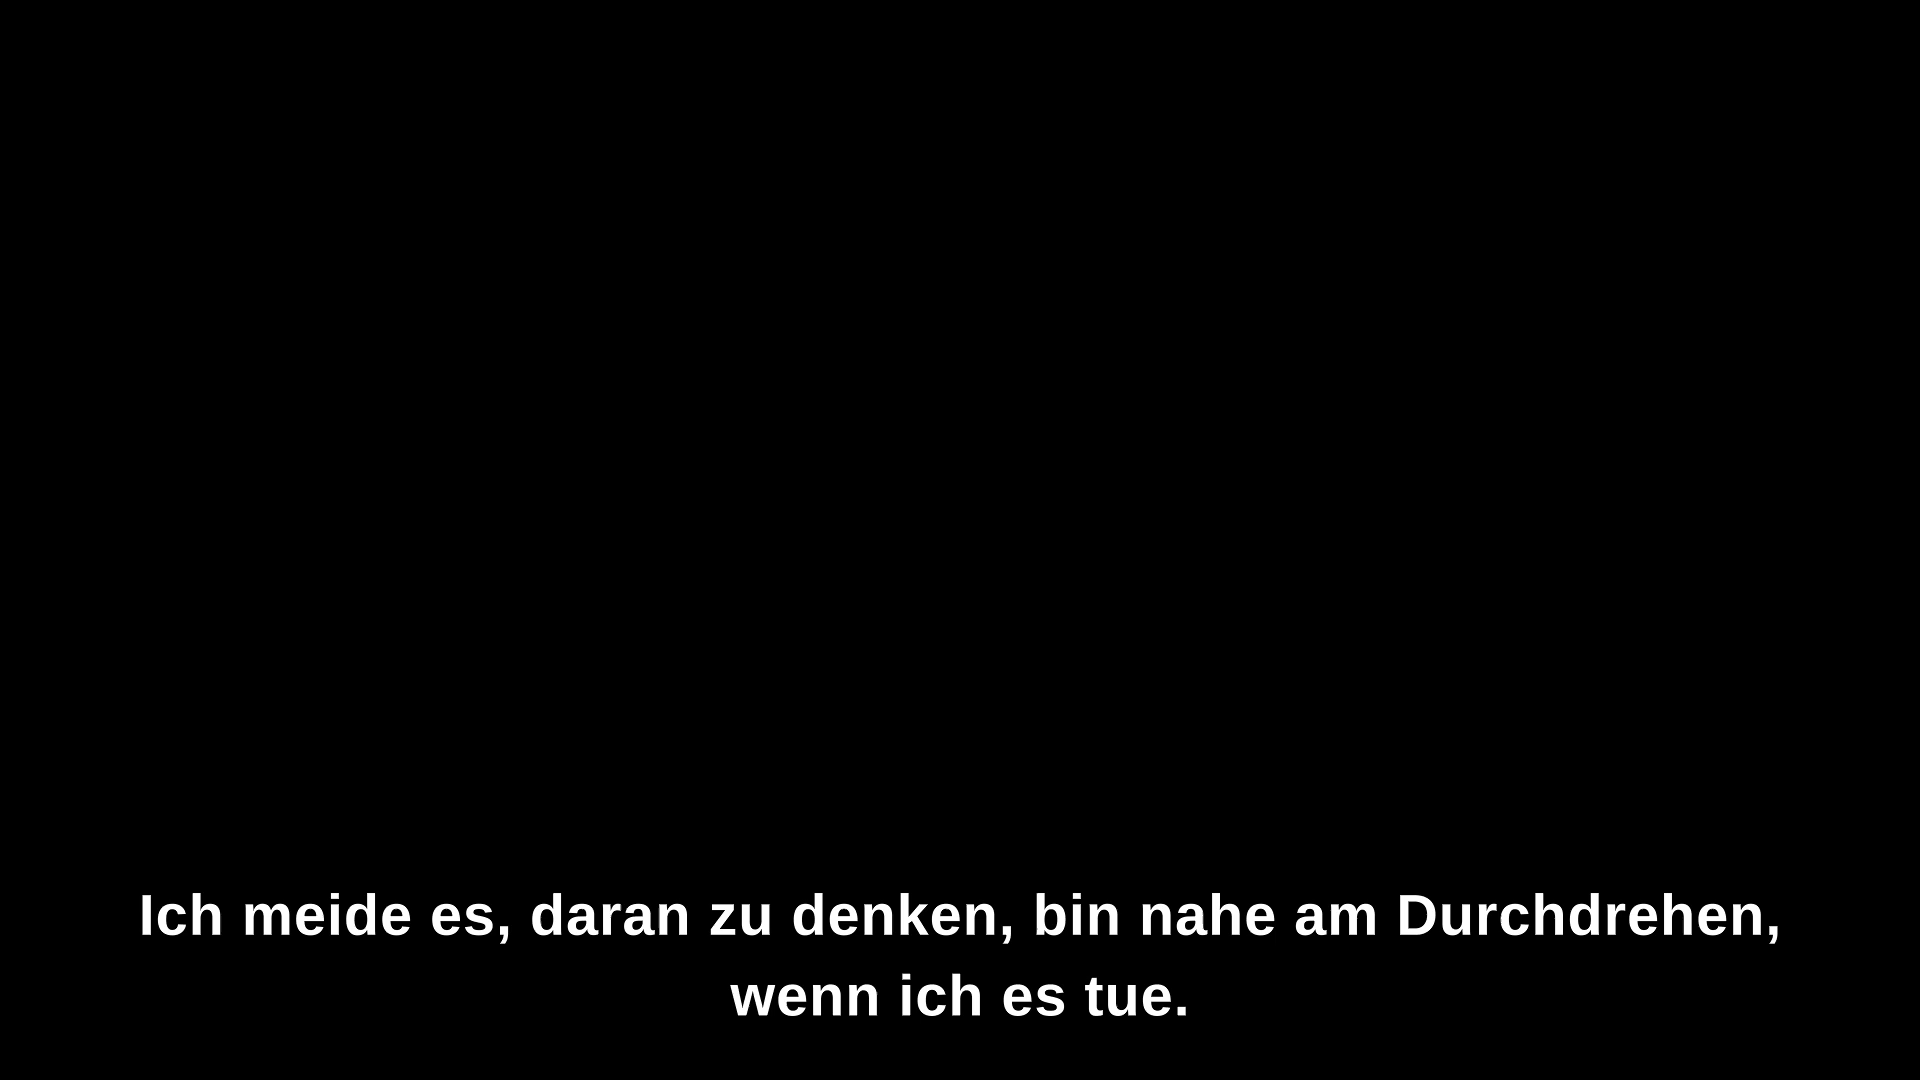 Ich meide es, daran zu denken, bin nahe am Durchdrehen,
wenn ich es tue.